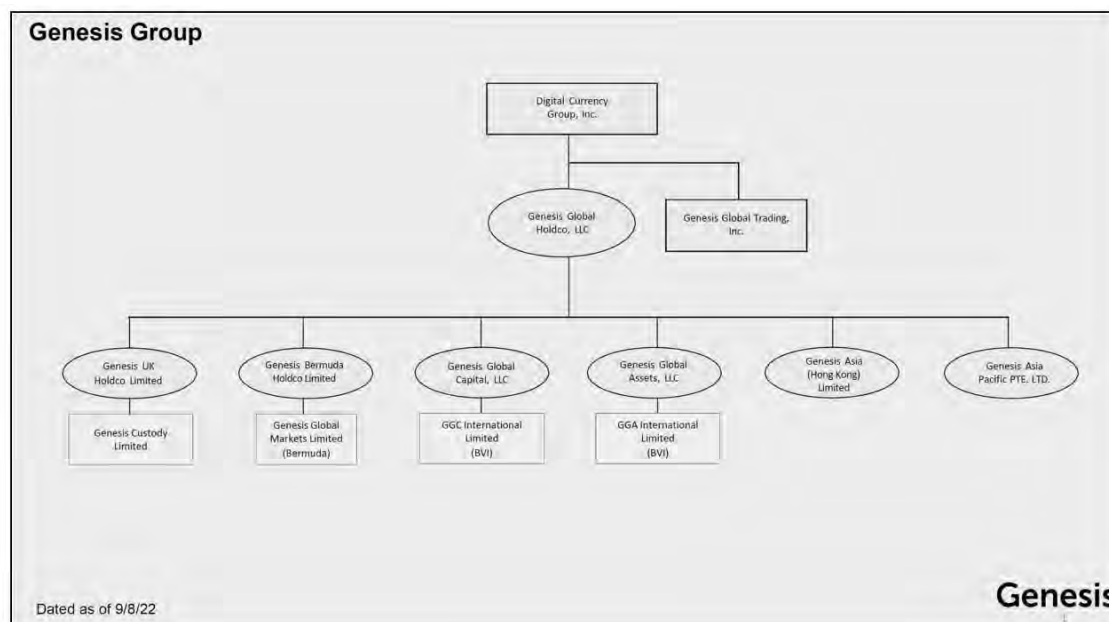 Genesis Group
Digital Currency
Group, Inc.
Genesis Global
Holdco, LLC
Genesis Global Trading,
Inc.
Genesis UK
Holdco Limited
Genesis Bermuda
Holdco Limited
Genesis Global
Capital, LLC
Genesis Global
Assets, LLC
Genesis Asia
(Hong Kong)
Limited
Genesis Asia
Pacific PTE. LTD.
Genesis Custody
Limited
Genesis Global
Markets Limited
(Bermuda)
GGC International
Limited
(BVI)
GGA International
Limited
(BVI)
Dated as of 9/8/22
Genesis
1